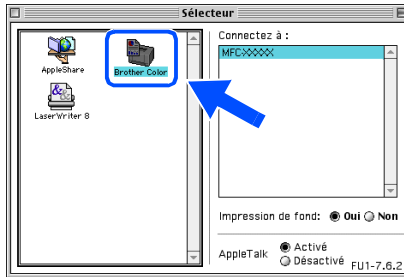 Sélecteur
AppleShare
Brother Color
LaserWriter 8
Connectez à :
MFC-XXXX
Impression de fond: Oui Non
AppleTalk Activé
Désactivé
FU1-7.6.2